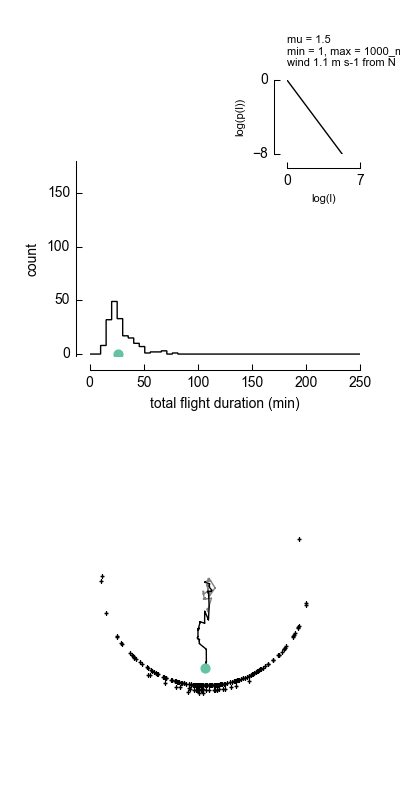 mu = 1.5
min = 1, max = 1000_m
wind 1.1 m s-1 from N
0
log(p(l))
−8
0 7
log(l)
150
100
count
50
0
0 50 100 150 200 250
total flight duration (min)